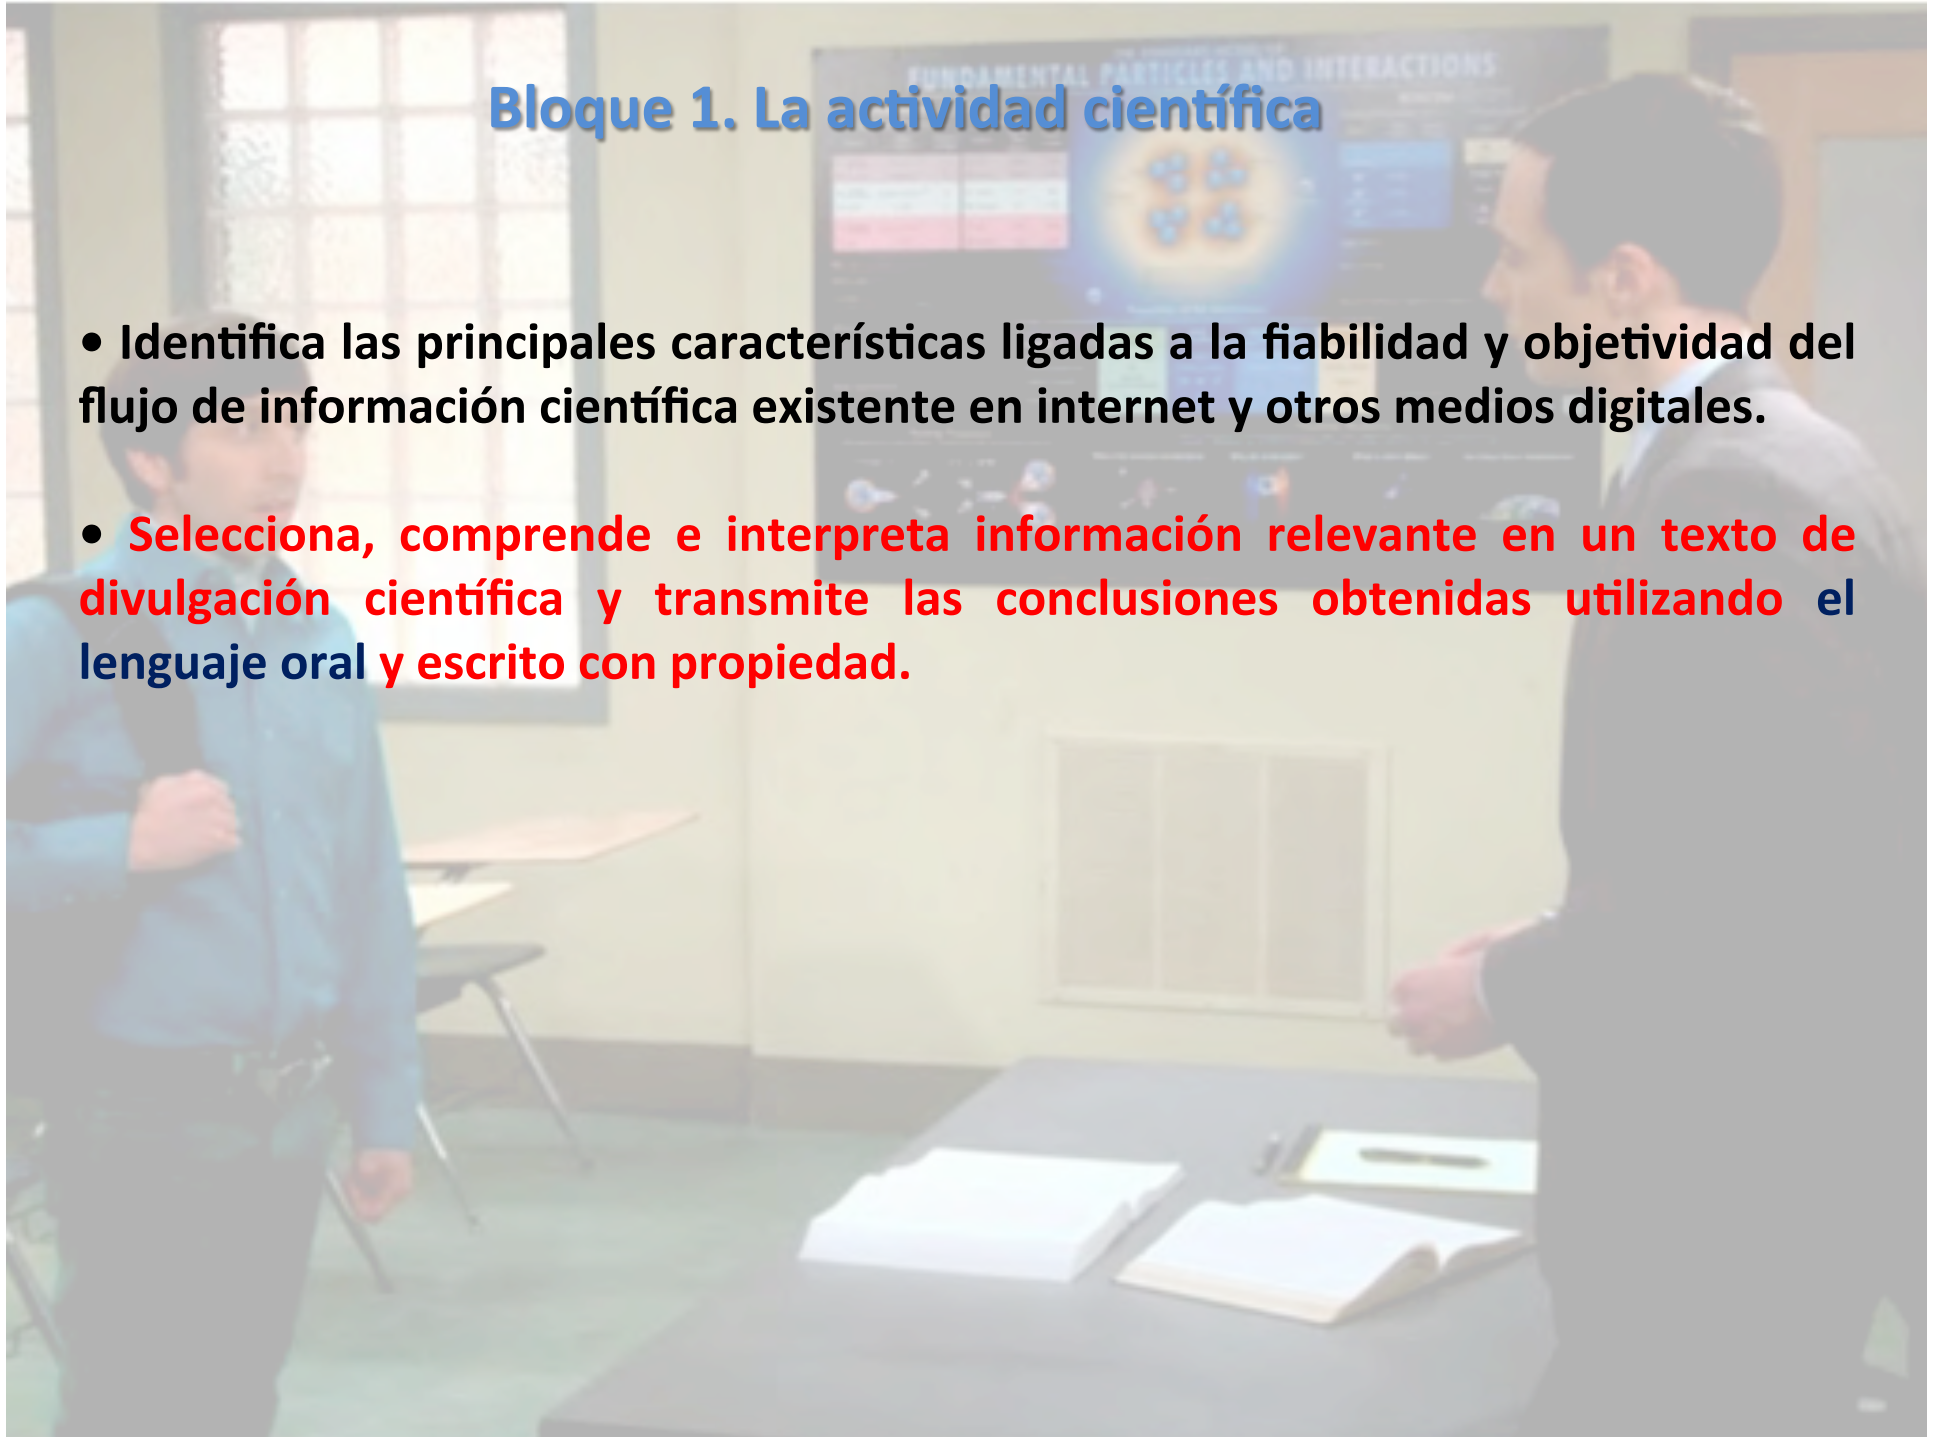 FUNDAMENTAL PARTICLES AND INTERACTIONS
Bloque 1. La actividad científica
• Identifica las principales características ligadas a la fiabilidad y objetividad del
flujo de información científica existente en internet y otros medios digitales.
• Selecciona, comprende e interpreta información relevante en un texto de
divulgación científica y transmite las conclusiones obtenidas utilizando el
lenguaje oral y escrito con propiedad.